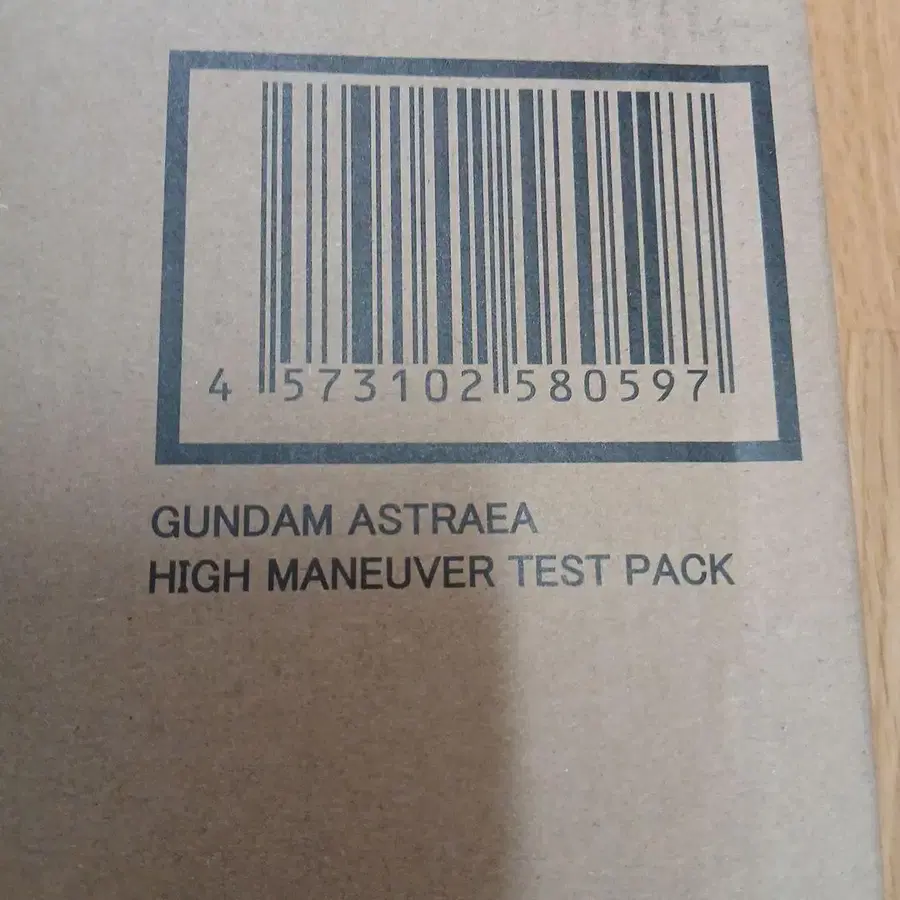 4 573102 580597
GUNDAM ASTRAEA
HIGH MANEUVER TEST PACK